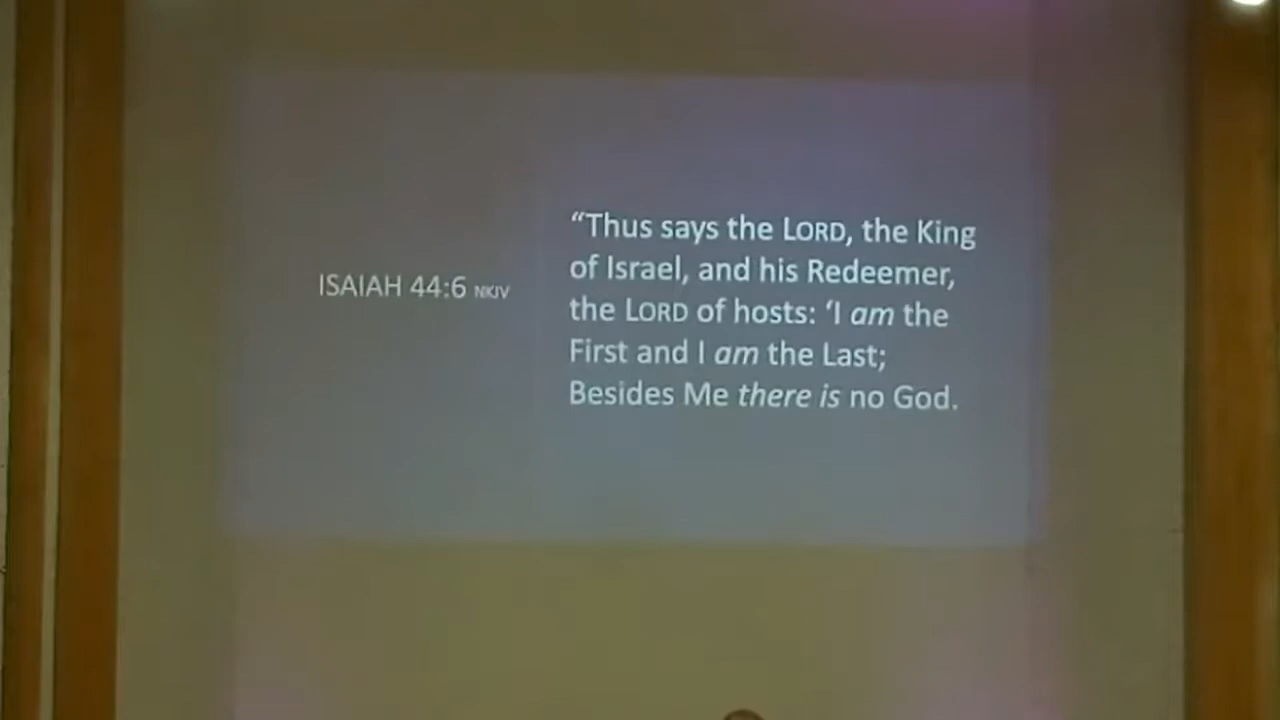 ISAIAH 44:6 NKJV
“Thus says the LORD, the King
of Israel, and his Redeemer,
the LORD of hosts: ‘I am the
First and I am the Last;
Besides Me there is no God.